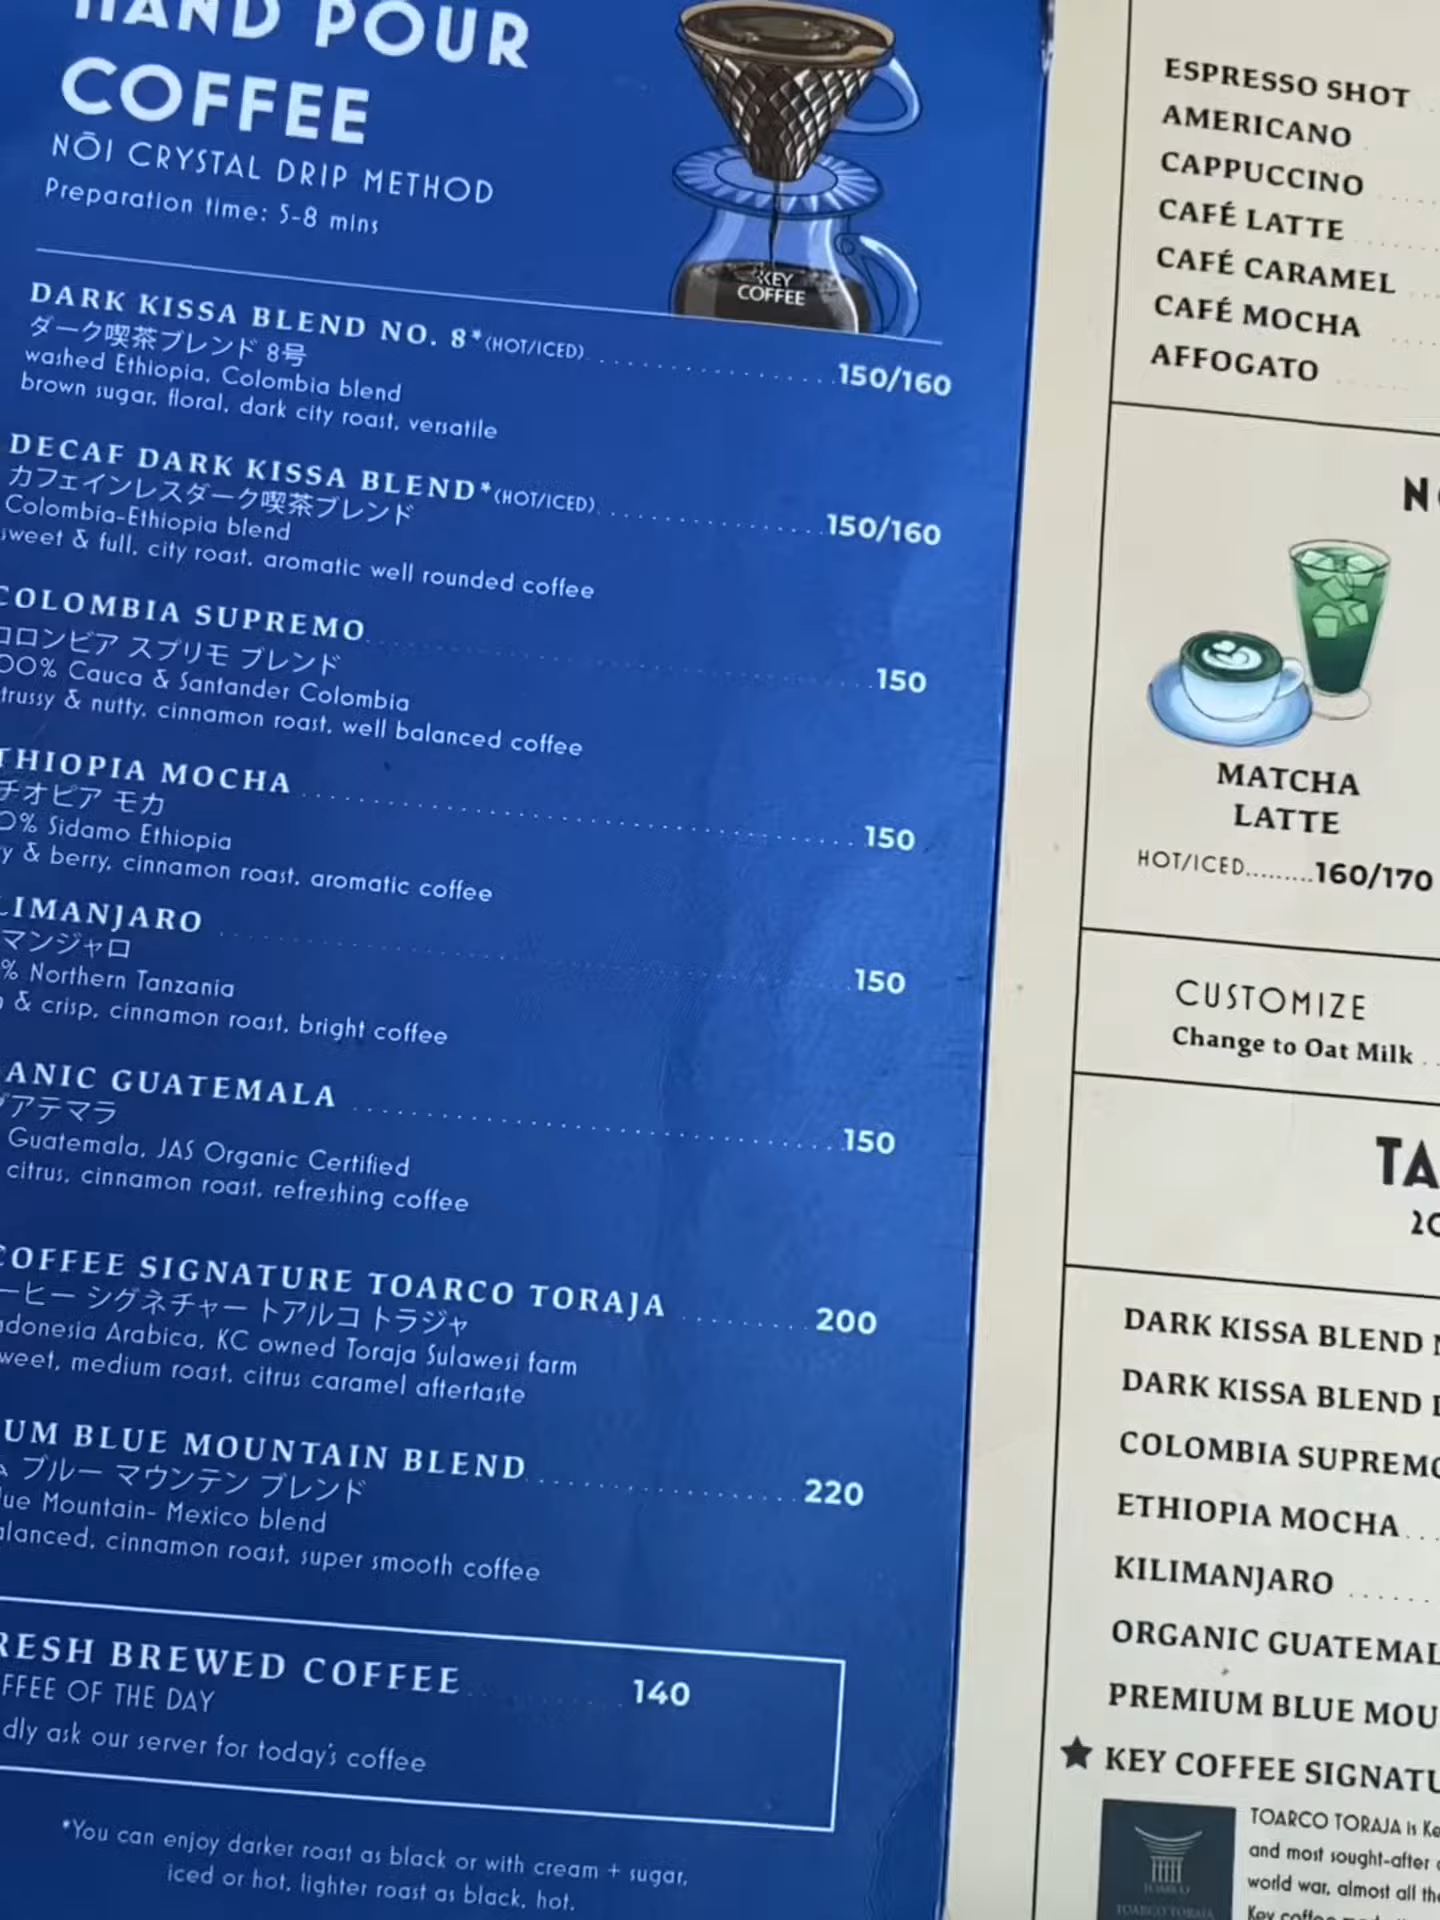 HAND POUR
COFFEE
NŌI CRYSTAL DRIP METHOD
Preparation time: 5-8 mins
KEY
COFFEE
DARK KISSA BLEND NO. 8*(HOT/ICED) 150/160
ダーク喫茶ブレンド 8号
washed Ethiopia, Colombia blend
brown sugar, floral, dark city roast, versatile
DECAF DARK KISSA BLEND*(HOT/ICED) 150/160
カフェインレスダーク喫茶ブレンド
Colombia-Ethiopia blend
sweet & full, city roast, aromatic well rounded coffee
COLOMBIA SUPREMO 150
コロンビア スプリモ ブレンド
00% Cauca & Santander Colombia
trussy & nutty, cinnamon roast, well balanced coffee
THIOPIA MOCHA 150
チオピア モカ
0% Sidamo Ethiopia
y & berry, cinnamon roast, aromatic coffee
LIMANJARO 150
マンジャロ
% Northern Tanzania
& crisp, cinnamon roast, bright coffee
ANIC GUATEMALA 150
グアテマラ
Guatemala, JAS Organic Certified
citrus, cinnamon roast, refreshing coffee
COFFEE SIGNATURE TOARCO TORAJA 200
ーヒー シグネチャー トアルコ トラジャ
donesia Arabica, KC owned Toraja Sulawesi farm
weet, medium roast, citrus caramel aftertaste
UM BLUE MOUNTAIN BLEND 220
ム ブルー マウンテン ブレンド
lue Mountain- Mexico blend
alanced, cinnamon roast, super smooth coffee
RESH BREWED COFFEE 140
FFEE OF THE DAY
dly ask our server for today's coffee
*You can enjoy darker roast as black or with cream + sugar,
iced or hot, lighter roast as black, hot.
ESPRESSO SHOT
AMERICANO
CAPPUCCINO
CAFÉ LATTE
CAFÉ CARAMEL
CAFÉ MOCHA
AFFOGATO
MATCHA
LATTE
HOT/ICED.........160/170
CUSTOMIZE
Change to Oat Milk
TA
20
DARK KISSA BLEND
DARK KISSA BLEND
COLOMBIA SUPREMO
ETHIOPIA MOCHA
KILIMANJARO
ORGANIC GUATEMAL
PREMIUM BLUE MOU
★ KEY COFFEE SIGNATU
TOARCO TORAJA is Ke
and most sought-after
world war, almost all the
Key coffee
TOARCO
TOARCO TORAJA